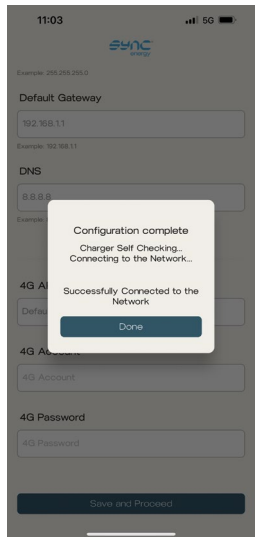 11:03
5G
SYNC
energy
Example: 255.255.255.0
Default Gateway
192.168.1.1
Example: 192.168.1.1
DNS
8.8.8.8
Example:
Configuration complete
Charger Self Checking...
Connecting to the Network...
Successfully Connected to the
Network
Done
4G
4G Account
4G Account
4G Password
4G Password
Save and Proceed